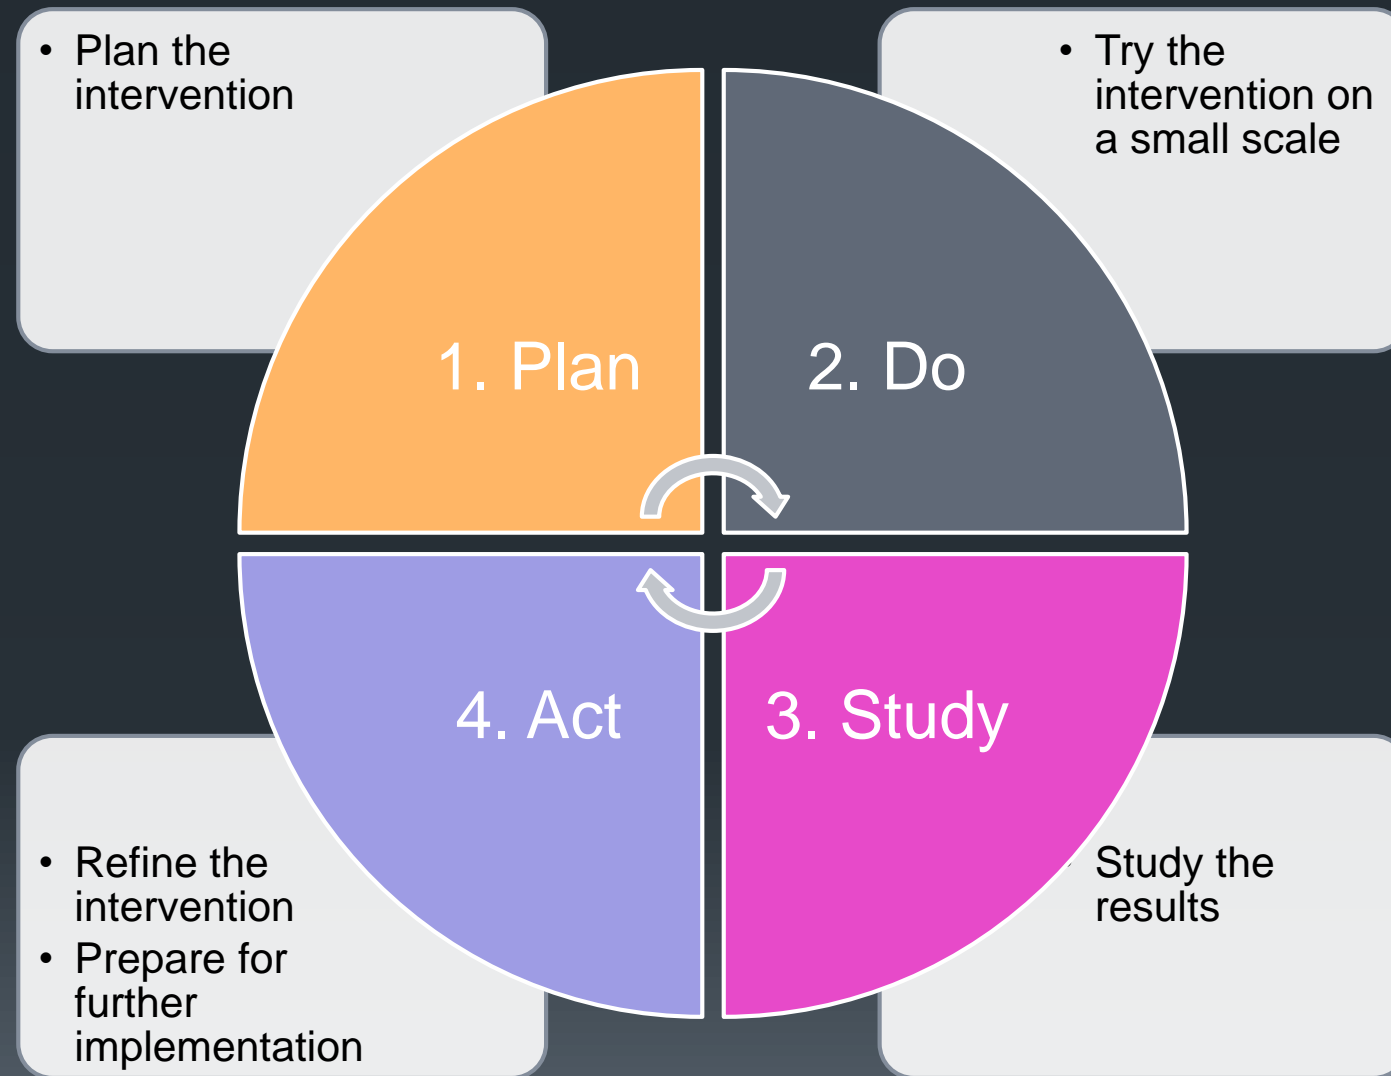 • Plan the
intervention
• Try the
intervention on
a small scale
1. Plan
2. Do
4. Act
3. Study
• Refine the
intervention
• Prepare for
further
implementation
Study the
results